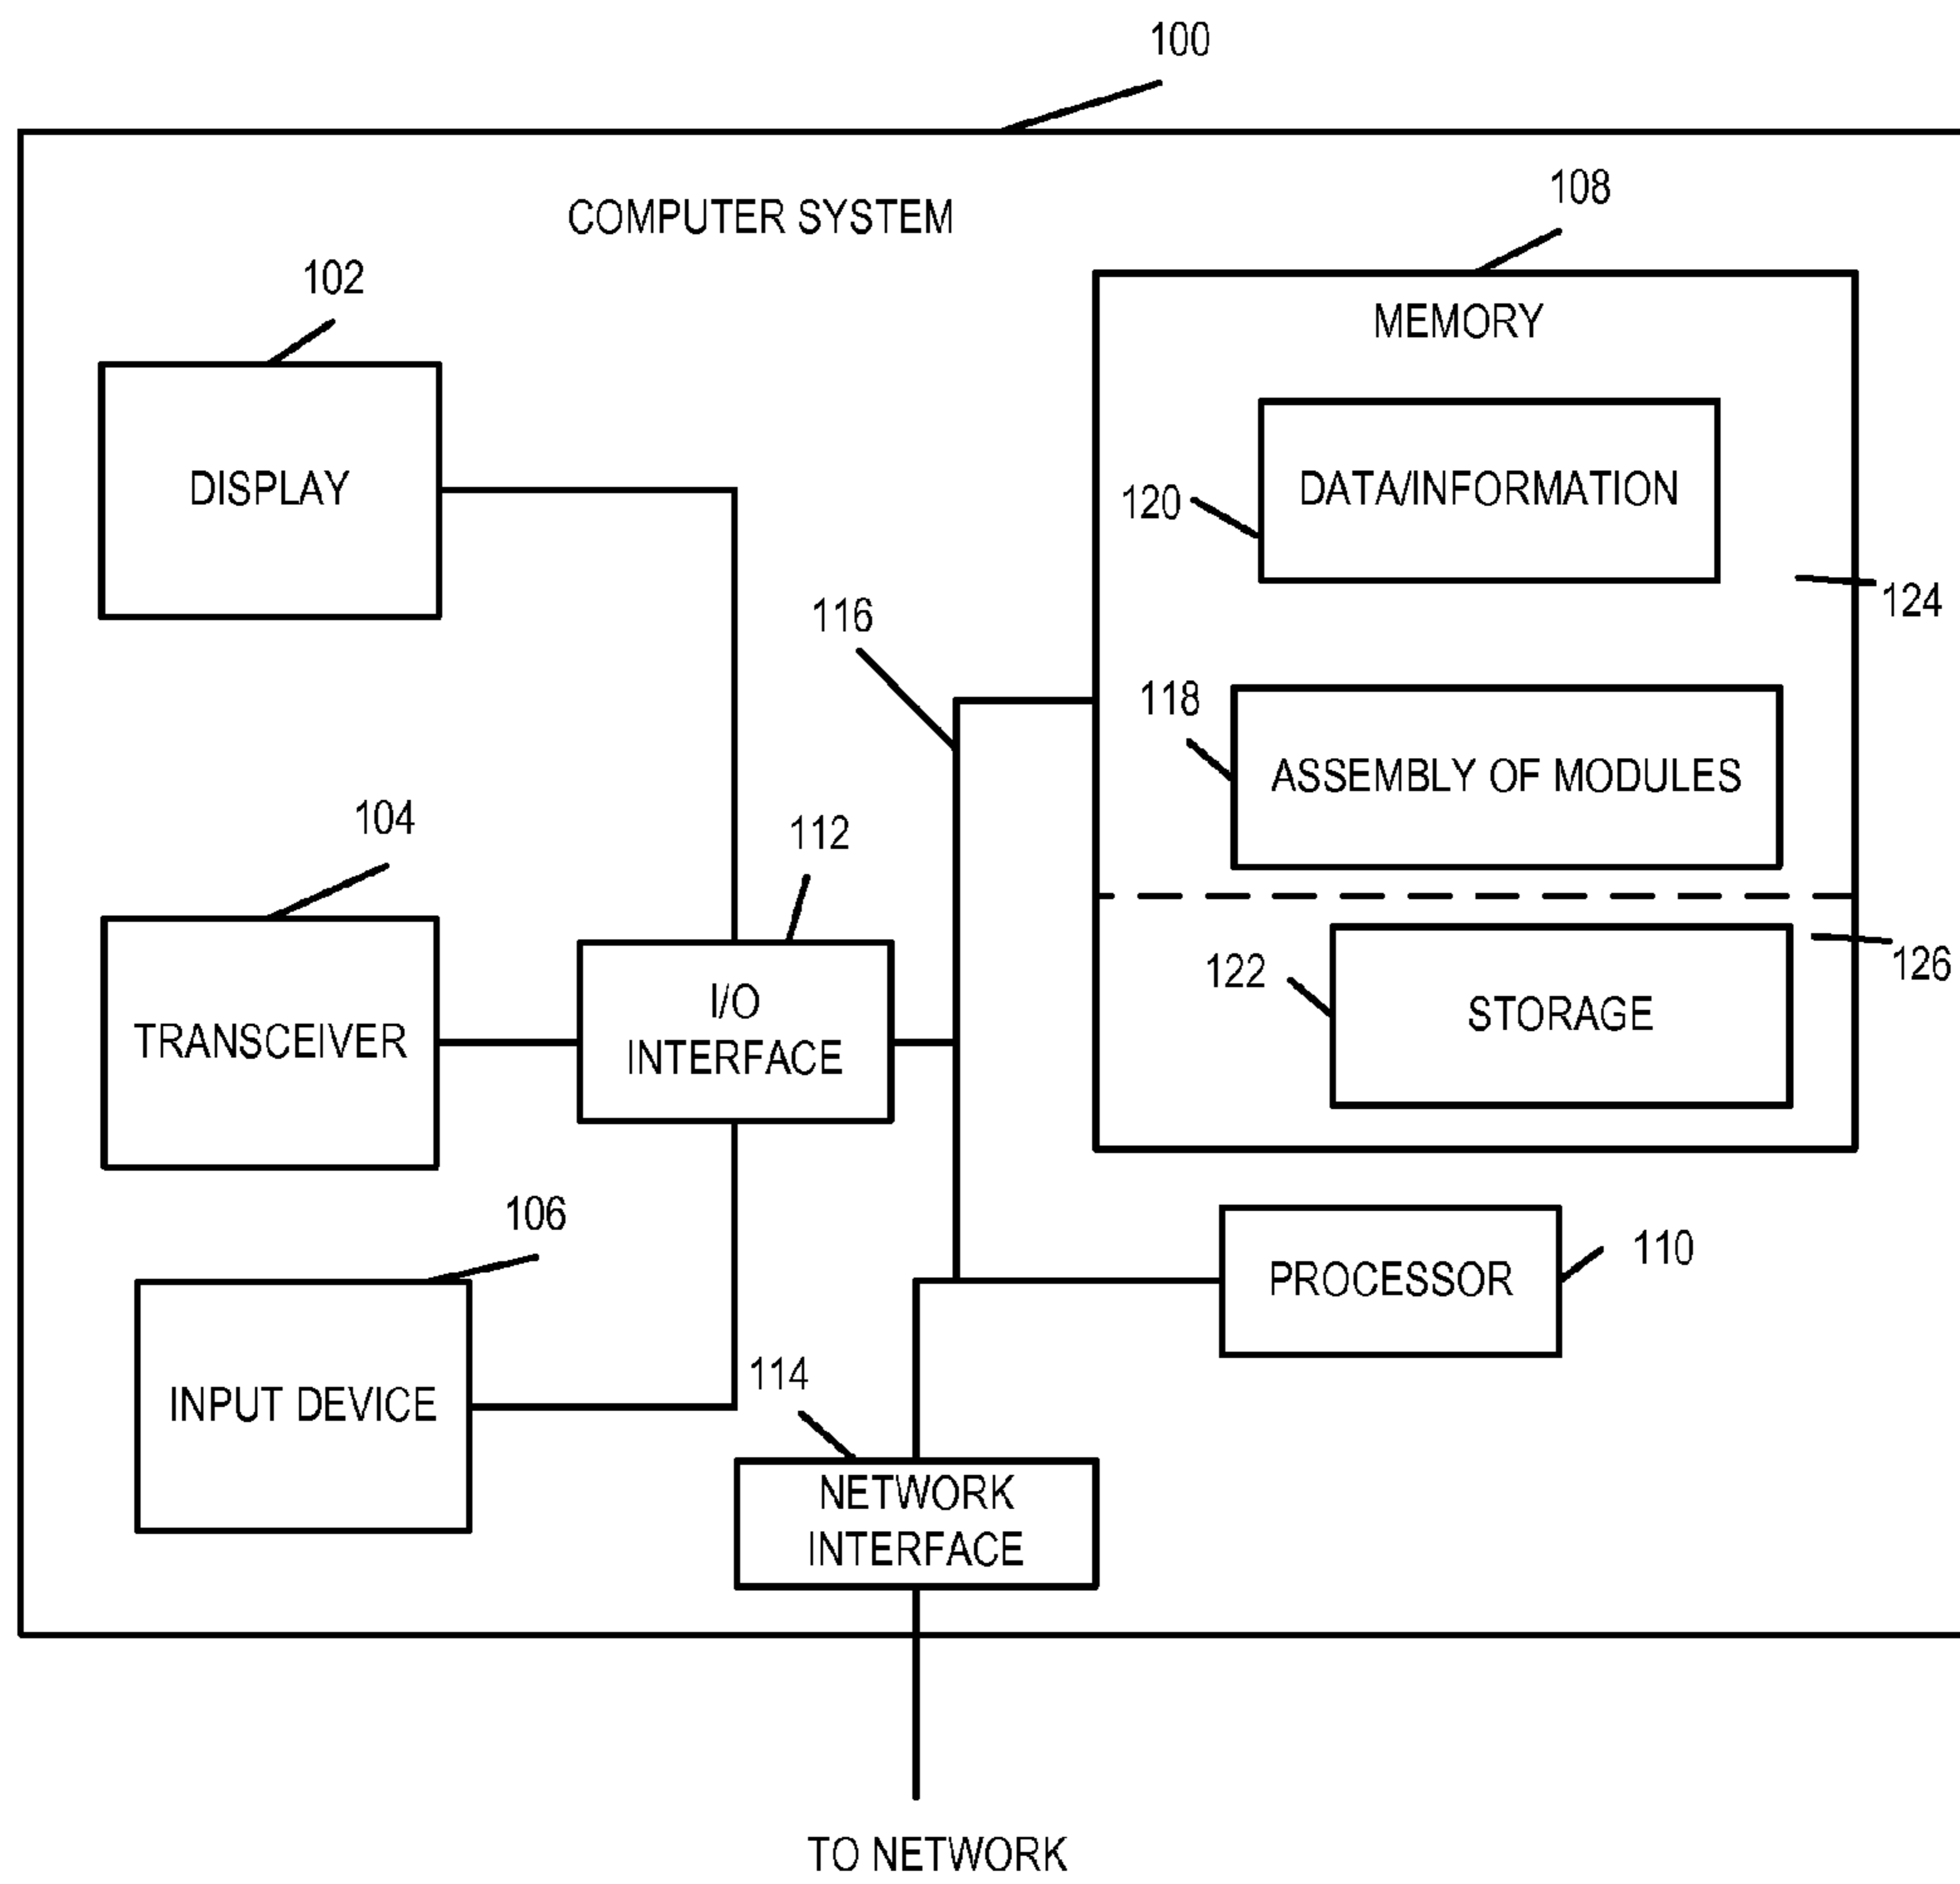 100
COMPUTER SYSTEM
108
102
MEMORY
DISPLAY
120
DATA/INFORMATION
124
116
118
ASSEMBLY OF MODULES
104
112
TRANSCEIVER
I/O
INTERFACE
122
STORAGE
126
106
PROCESSOR
110
INPUT DEVICE
114
NETWORK
INTERFACE
TO NETWORK